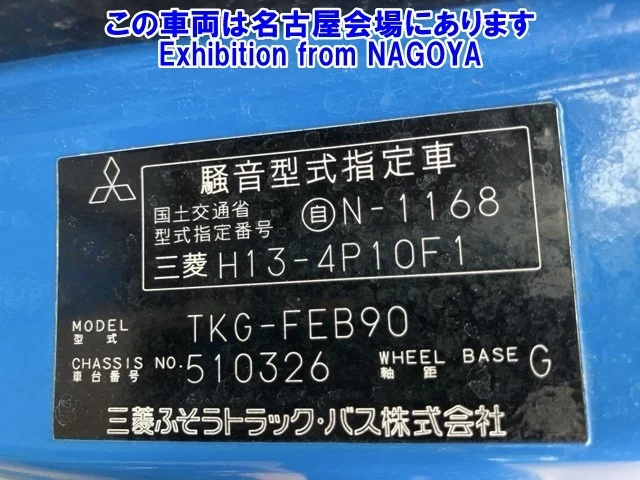 この車両は名古屋会場にあります
Exhibition from NAGOYA
騒音型式指定車
国土交通省
型式指定番号 自N-1168
三菱 H13-4P10F1
MODEL
型式 TKG-FEB90
CHASSIS NO.
車台番号 510326 WHEEL BASE
軸距 G
三菱ふそうトラック・バス株式会社